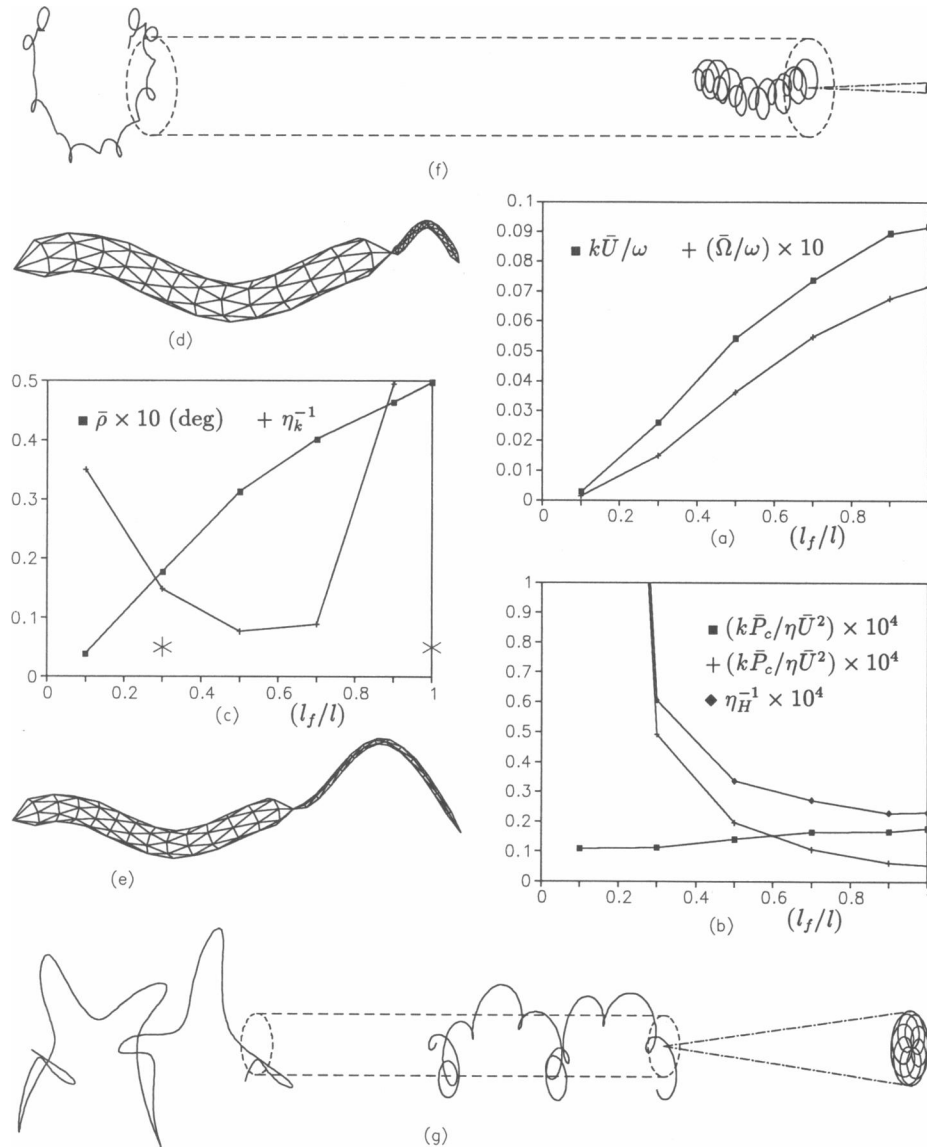 (f)
(d)
0.1
0.09
0.08
0.07
0.06
0.05
0.04
0.03
0.02
0.01
0
■ kŪ/ω + (Ω̄/ω) × 10
0 0.2 0.4 0.6 0.8
(a) (l_f/l)
0.5
0.4
0.3
0.2
0.1
0
■ ρ̄ × 10 (deg) + η_k^{-1}
0 0.2 0.4 0.6 0.8 1
(c) (l_f/l)
(e)
1
0.9
0.8
0.7
0.6
0.5
0.4
0.3
0.2
0.1
0
■ (kP̄_c/ηŪ²) × 10⁴
+ (kP̄_c/ηŪ²) × 10⁴
◆ η_H^{-1} × 10⁴
0 0.2 0.4 0.6 0.8
(b) (l_f/l)
(g)